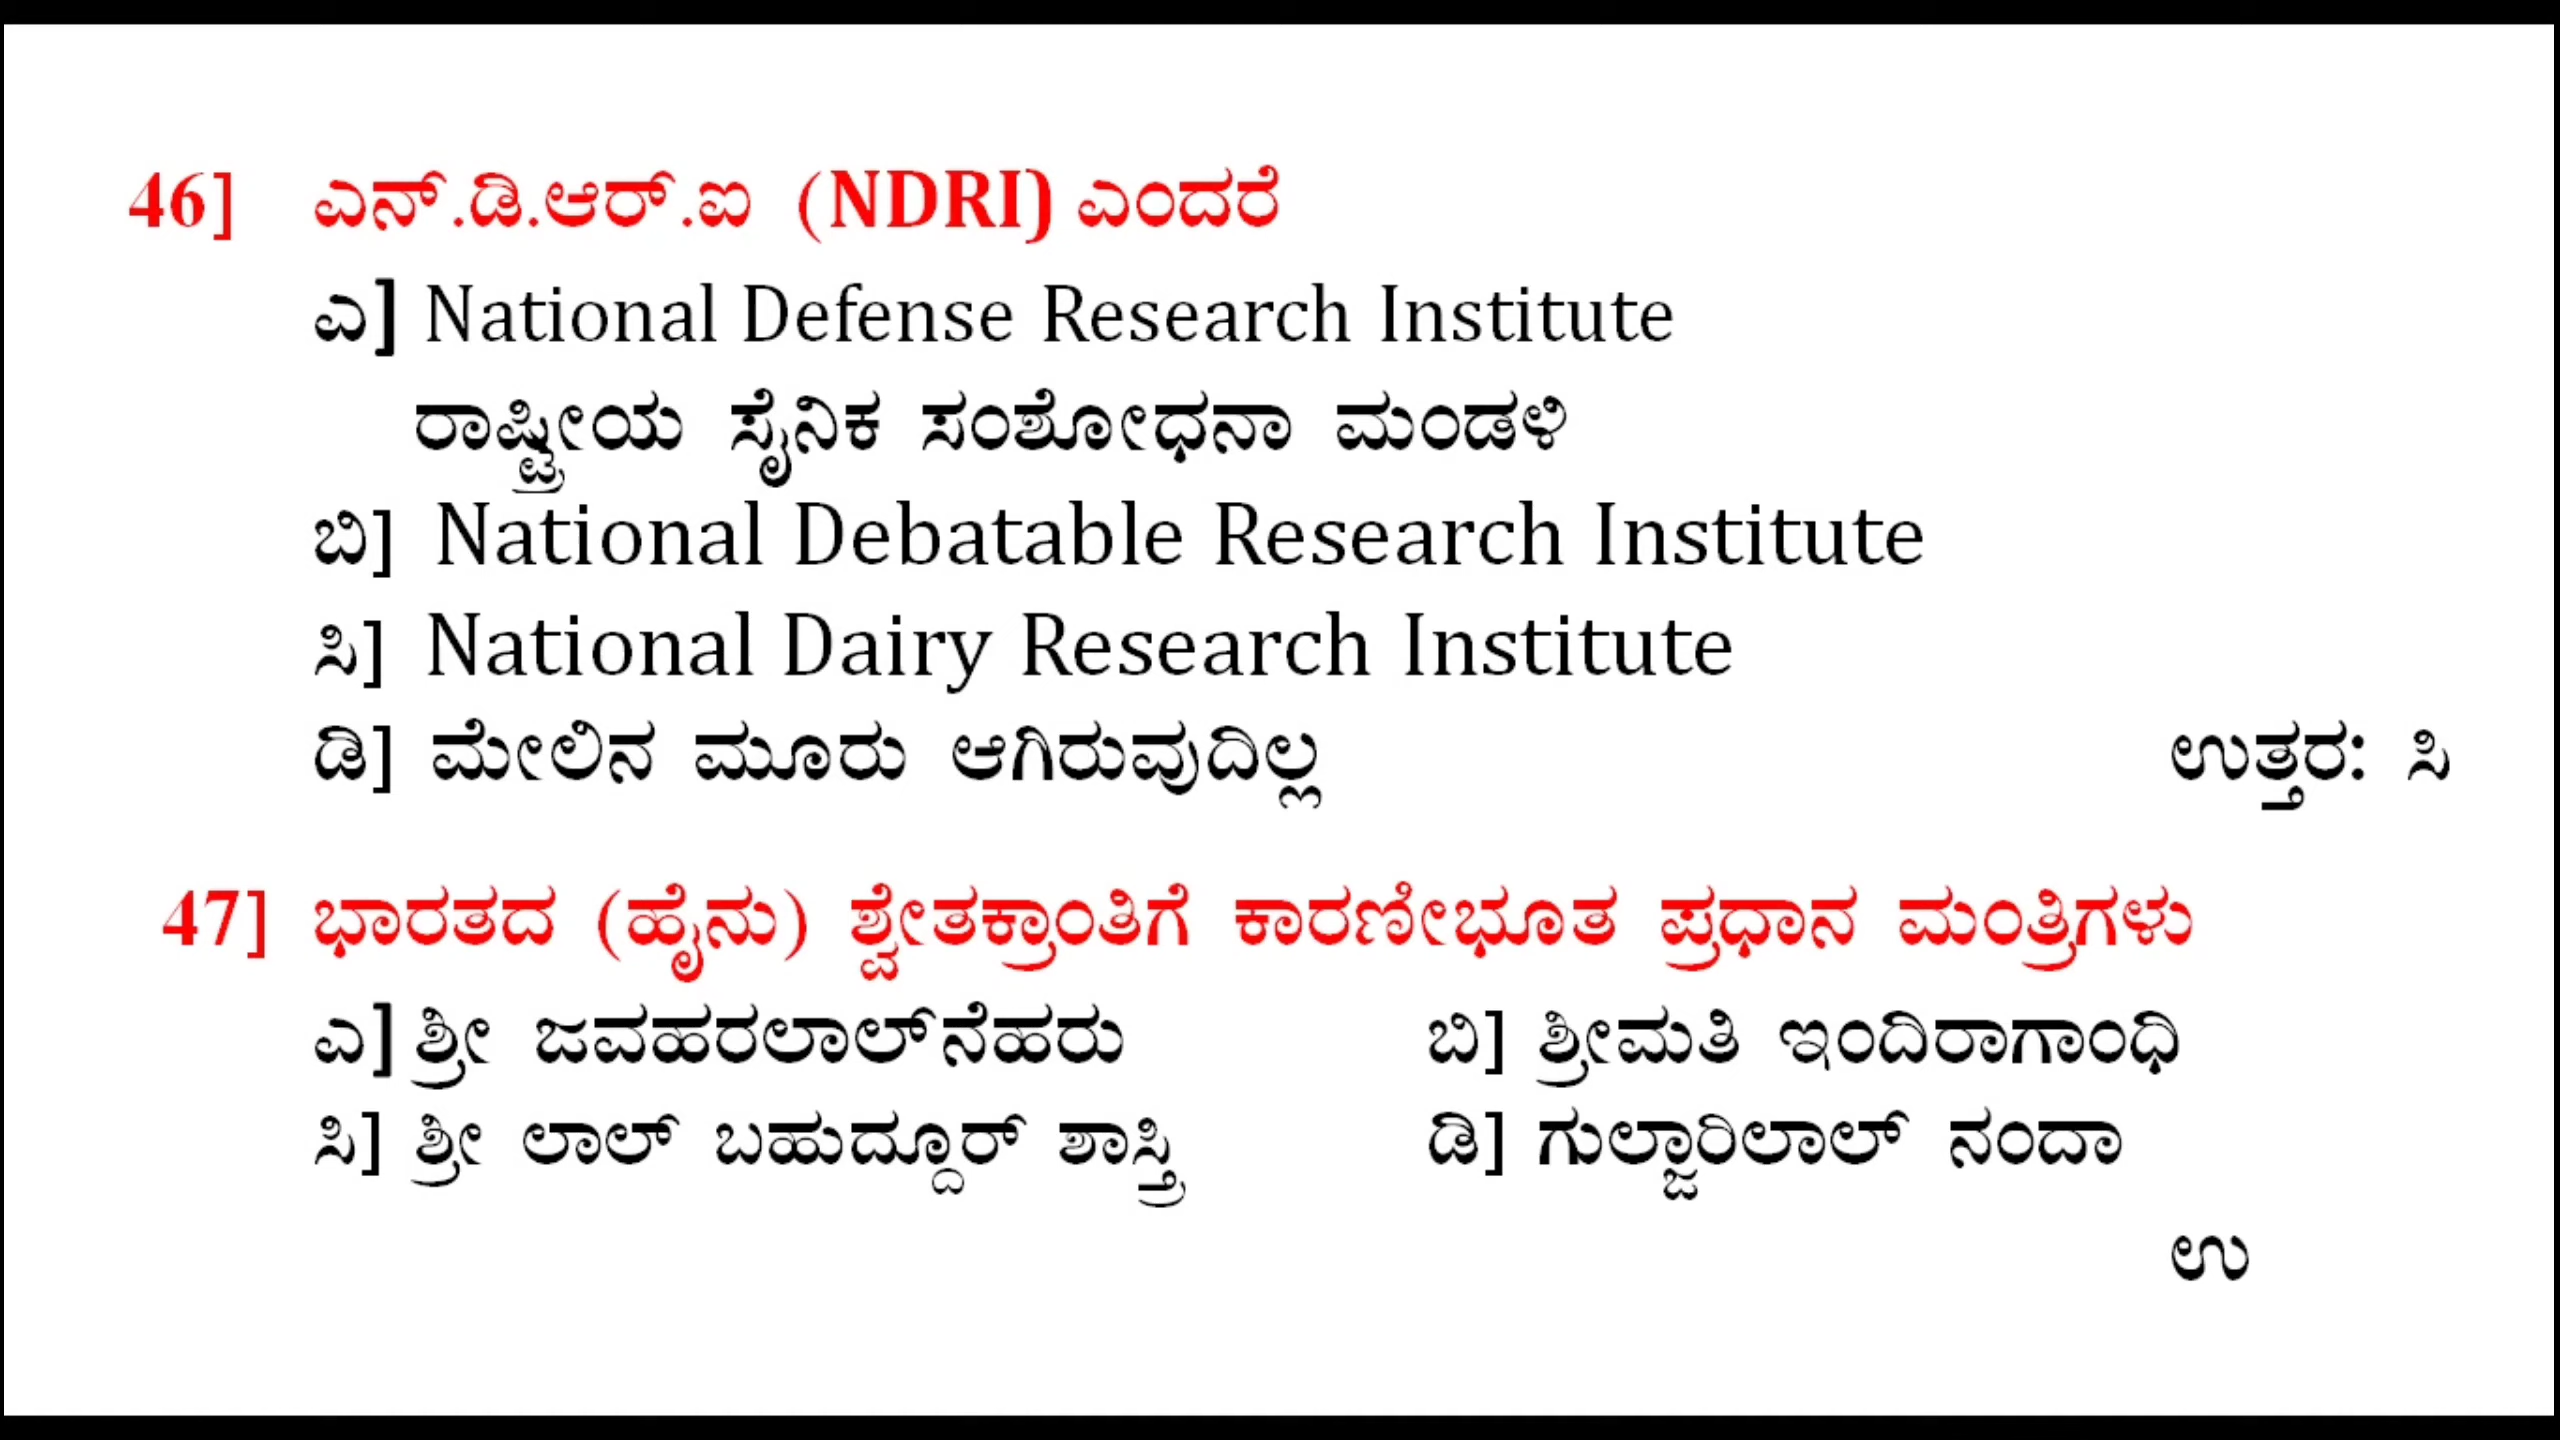 46] ಎನ್.ಡಿ.ಆರ್.ಐ (NDRI) ಎಂದರೆ
ಎ] National Defense Research Institute
ರಾಷ್ಟ್ರೀಯ ಸೈನಿಕ ಸಂಶೋಧನಾ ಮಂಡಳಿ
ಬಿ] National Debatable Research Institute
ಸಿ] National Dairy Research Institute
ಡಿ] ಮೇಲಿನ ಮೂರು ಆಗಿರುವುದಿಲ್ಲ ಉತ್ತರ: ಸಿ
47] ಭಾರತದ (ಹೈನು) ಶ್ವೇತಕ್ರಾಂತಿಗೆ ಕಾರಣೀಭೂತ ಪ್ರಧಾನ ಮಂತ್ರಿಗಳು
ಎ] ಶ್ರೀ ಜವಹರಲಾಲ್‌ನೆಹರು ಬಿ] ಶ್ರೀಮತಿ ಇಂದಿರಾಗಾಂಧಿ
ಸಿ] ಶ್ರೀ ಲಾಲ್ ಬಹುದ್ದೂರ್ ಶಾಸ್ತ್ರಿ ಡಿ] ಗುಲ್ಜಾರಿಲಾಲ್ ನಂದಾ
ಉ